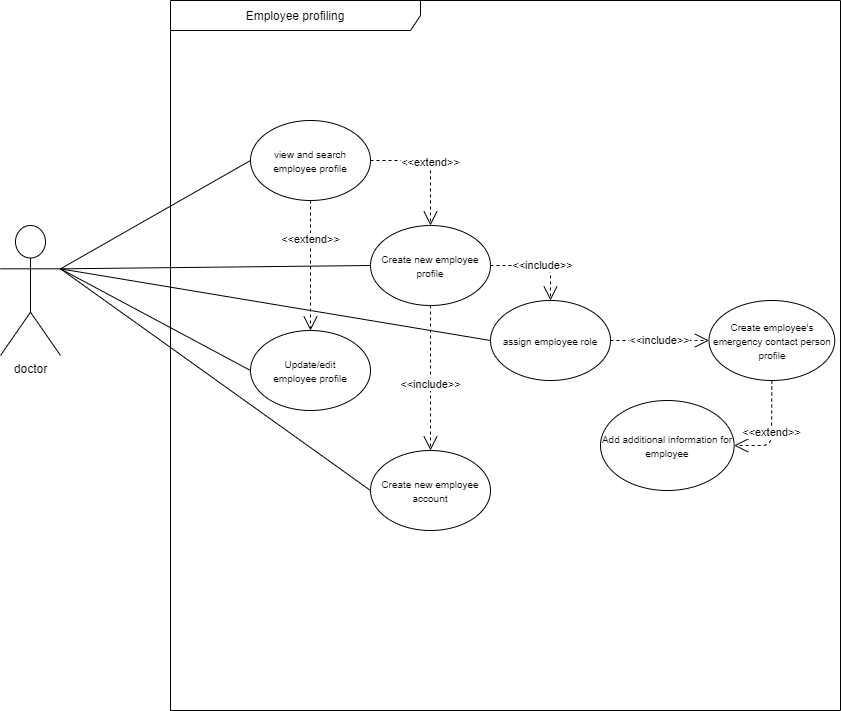 Employee profiling
view and search
employee profile
<<extend>>
<<extend>>
Create new employee
profile
<<include>>
assign employee role
<<include>>
Create employee's
emergency contact person
profile
doctor
Update/edit
employee profile
<<include>>
<<extend>>
Add additional information for
employee
Create new employee
account